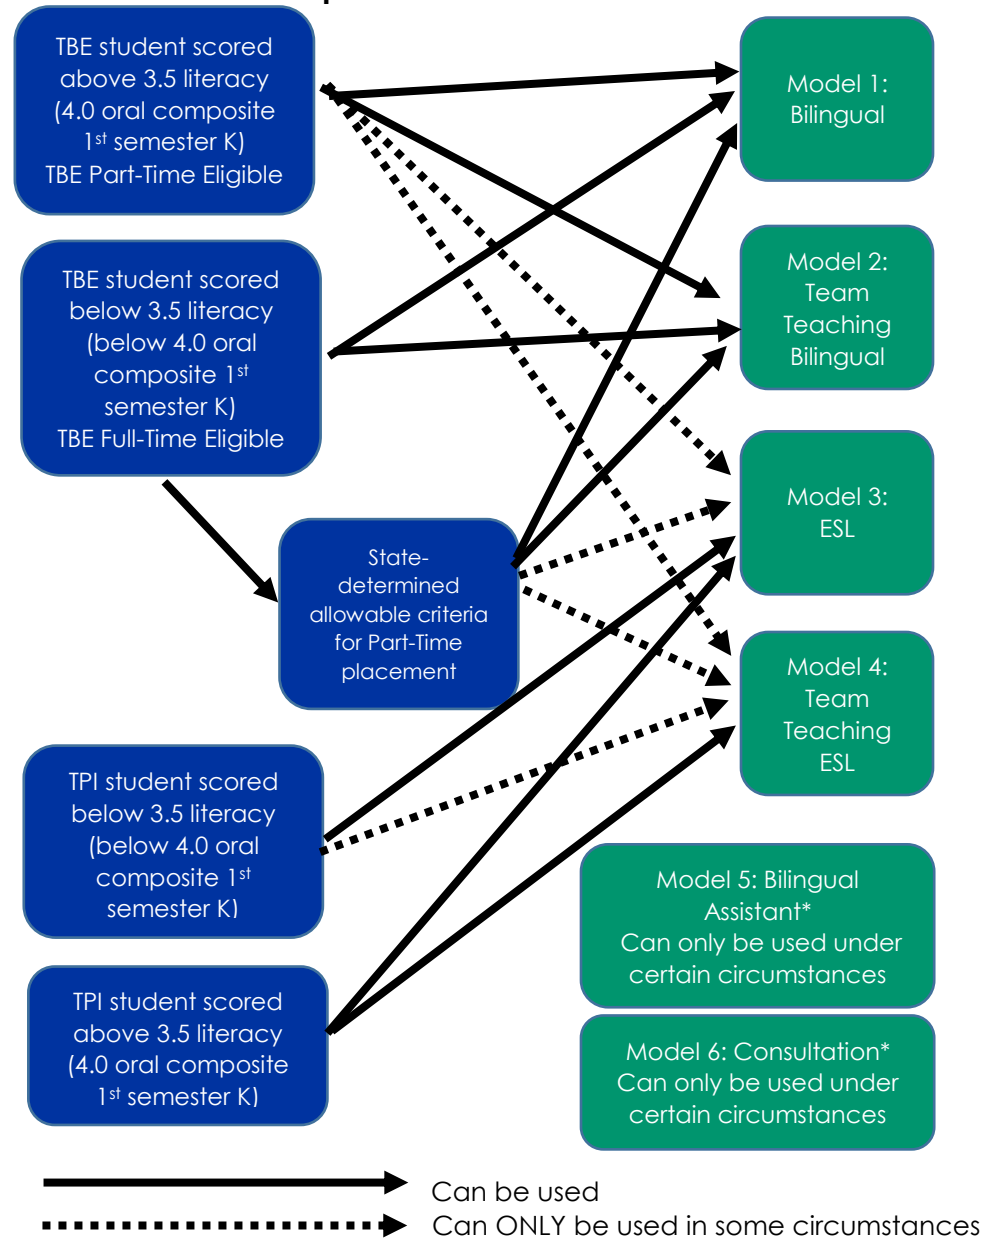 TBE student scored
above 3.5 literacy
(4.0 oral composite
1st semester K)
TBE Part-Time Eligible
TBE student scored
below 3.5 literacy
(below 4.0 oral
composite 1st
semester K)
TBE Full-Time Eligible
State-
determined
allowable criteria
for Part-Time
placement
TPI student scored
below 3.5 literacy
(below 4.0 oral
composite 1st
semester K)
TPI student scored
above 3.5 literacy
(4.0 oral composite
1st semester K)
Model 1:
Bilingual
Model 2:
Team
Teaching
Bilingual
Model 3:
ESL
Model 4:
Team
Teaching
ESL
Model 5: Bilingual
Assistant*
Can only be used under
certain circumstances
Model 6: Consultation*
Can only be used under
certain circumstances
Can be used
Can ONLY be used in some circumstances